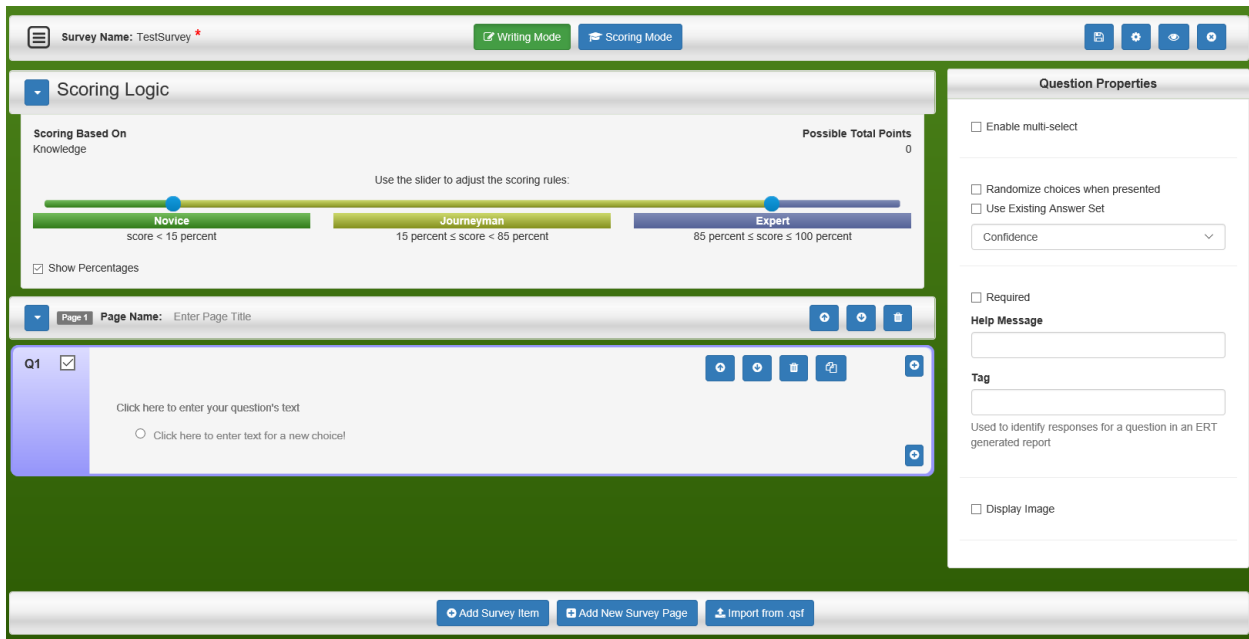 Survey Name: TestSurvey *
Writing Mode
Scoring Mode
Scoring Logic
Scoring Based On
Knowledge
Possible Total Points
0
Use the slider to adjust the scoring rules:
Novice
score < 15 percent
Journeyman
15 percent ≤ score < 85 percent
Expert
85 percent ≤ score ≤ 100 percent
Show Percentages
Page 1 Page Name: Enter Page Title
Q1
Click here to enter your question's text
Click here to enter text for a new choice!
Question Properties
Enable multi-select
Randomize choices when presented
Use Existing Answer Set
Confidence
Required
Help Message
Tag
Used to identify responses for a question in an ERT
generated report
Display Image
Add Survey Item
Add New Survey Page
Import from .qsf